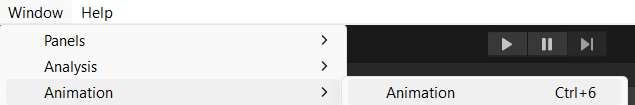 Window Help
Panels
Analysis
Animation
Animation Ctrl+6